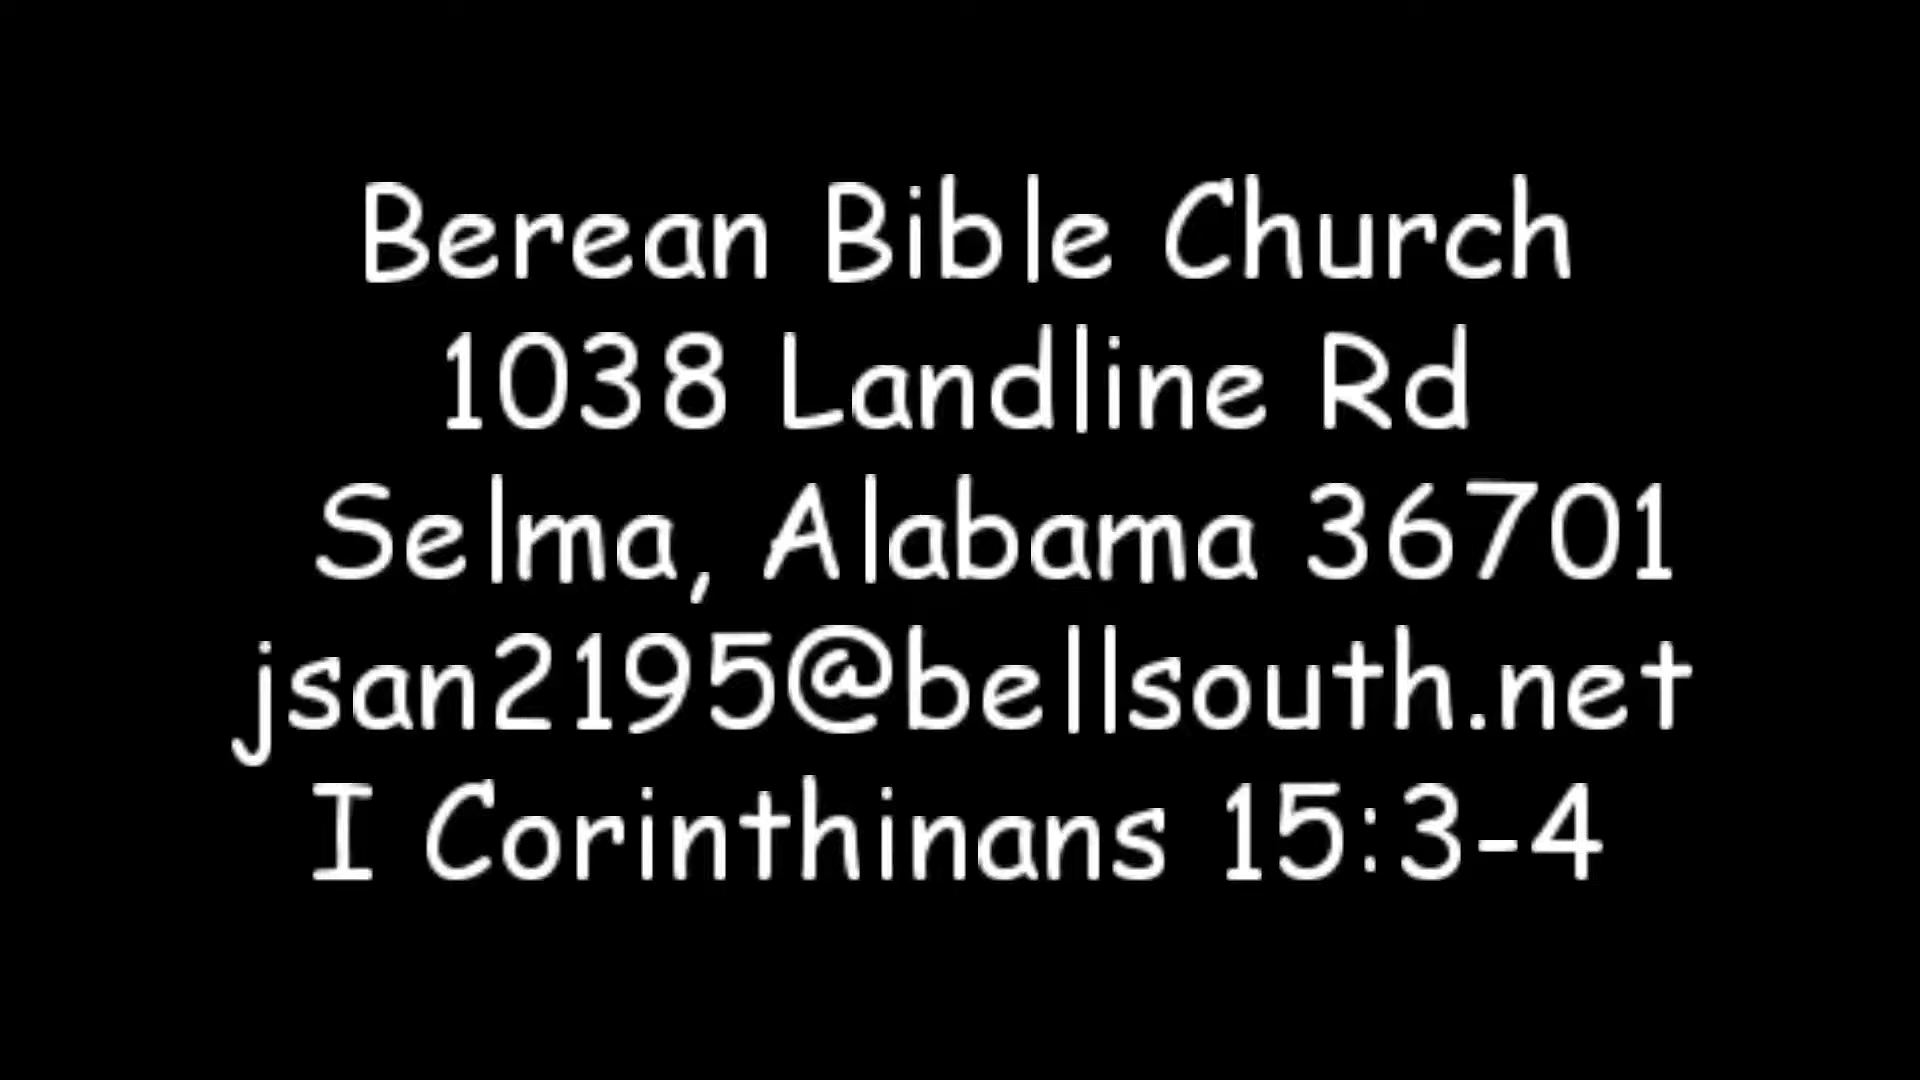 Berean Bible Church
1038 Landline Rd
Selma, Alabama 36701
jsan2195@bellsouth.net
I Corinthinans 15:3-4